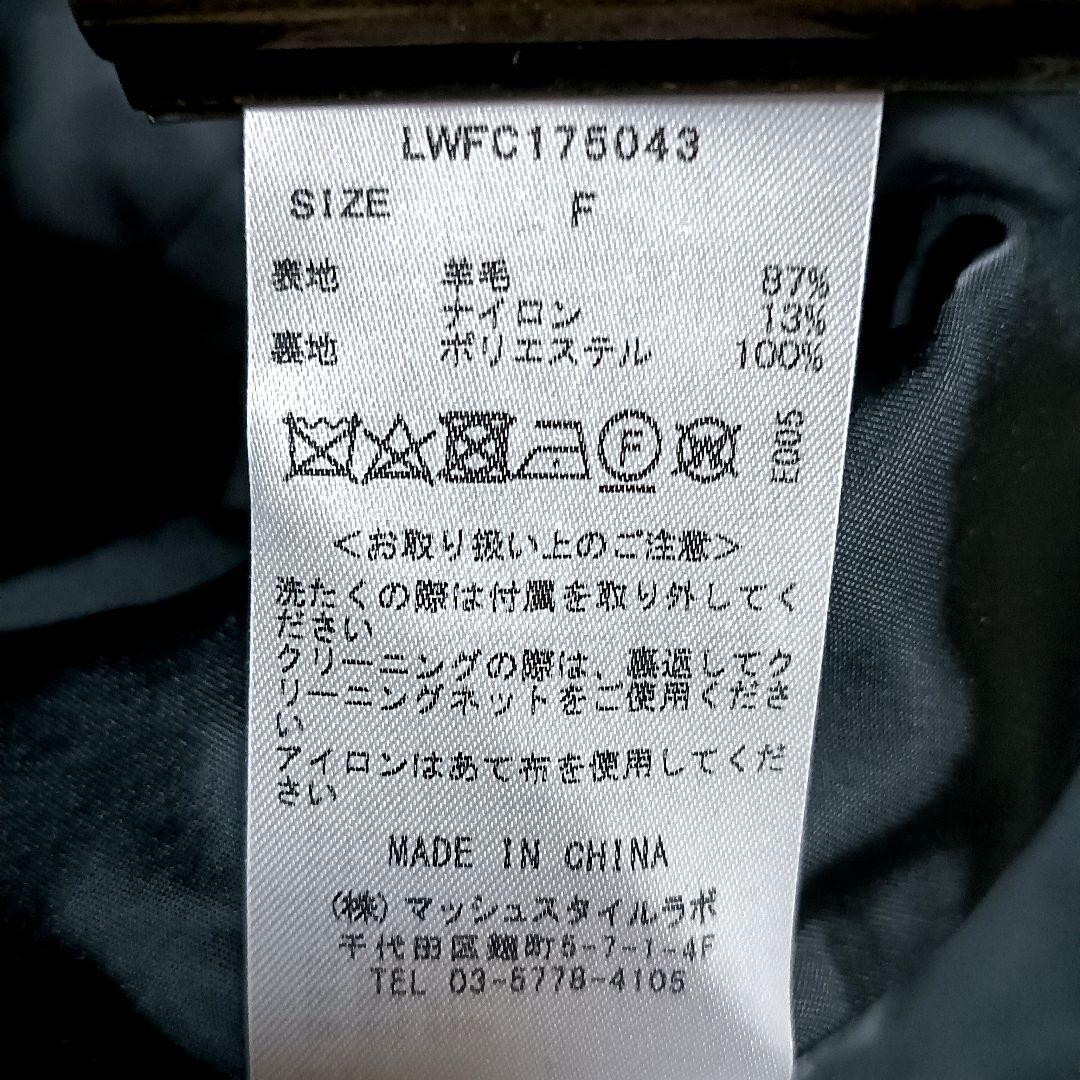 LWFC175043
SIZE F
表地 羊毛 87%
ナイロン 13%
裏地 ポリエステル 100%
F W E005
<お取り扱い上のご注意>
洗たくの際は付属を取り外してく
ださい
クリーニングの際は、裏返してク
リーニングネットをご使用くださ
い
アイロンはあて布を使用してくだ
さい
MADE IN CHINA
(株)マッシュスタイルラボ
千代田区麹町5-7-1-4F
TEL 03-5778-4105